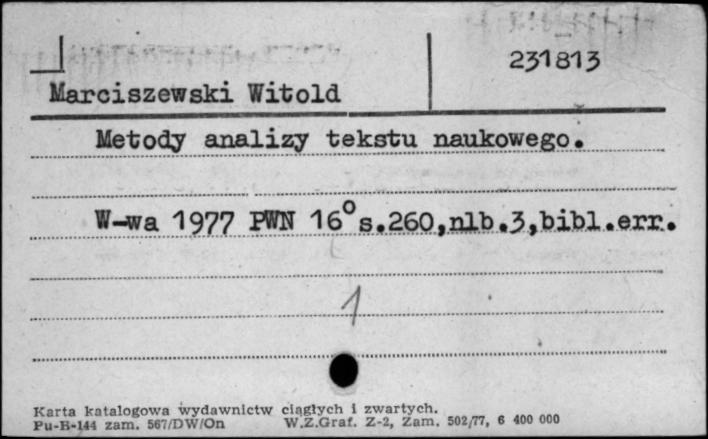 231813
Marciszewski Witold
Metody analizy tekstu naukowego.
W-wa 1977 PWN 16° s.260,nlb.3,bibl.err.
1
Karta katalogowa wydawnictw ciągłych i zwartych.
Pu-B-144 zam. 567/DW/On W.Z.Graf. Z-2, Zam. 502/77, 6 400 000